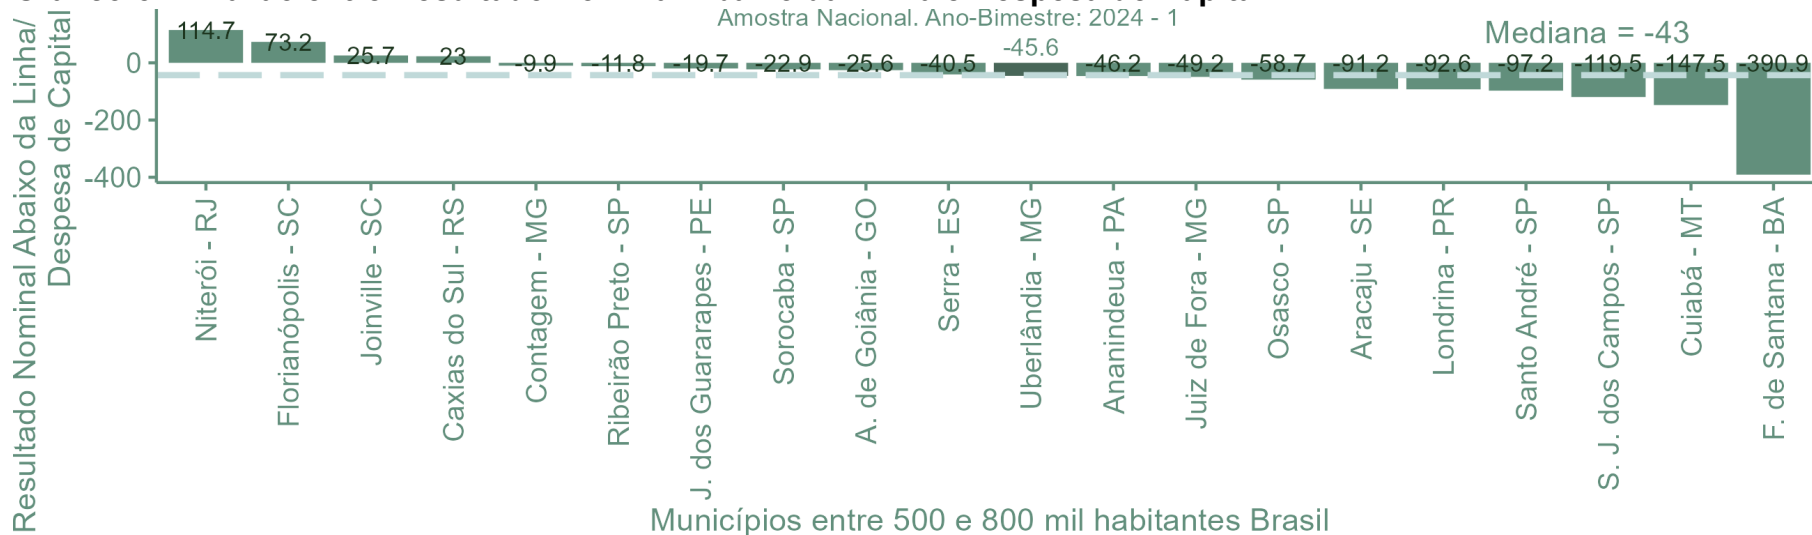 Amostra Nacional. Ano-Bimestre: 2024 - 1
Mediana = -43
Resultado Nominal Abaixo da Linha/
Despesa de Capital
0
-200
-400
114.7
73.2
25.7
23
-9.9
-11.8
-19.7
-22.9
-25.6
-40.5
-45.6
-46.2
-49.2
-58.7
-91.2
-92.6
-97.2
-119.5
-147.5
-390.9
Niterói - RJ
Florianópolis - SC
Joinville - SC
Caxias do Sul - RS
Contagem - MG
Ribeirão Preto - SP
J. dos Guararapes - PE
Sorocaba - SP
A. de Goiânia - GO
Serra - ES
Uberlândia - MG
Ananindeua - PA
Juiz de Fora - MG
Osasco - SP
Aracaju - SE
Londrina - PR
Santo André - SP
S. J. dos Campos - SP
Cuiabá - MT
F. de Santana - BA
Municípios entre 500 e 800 mil habitantes Brasil